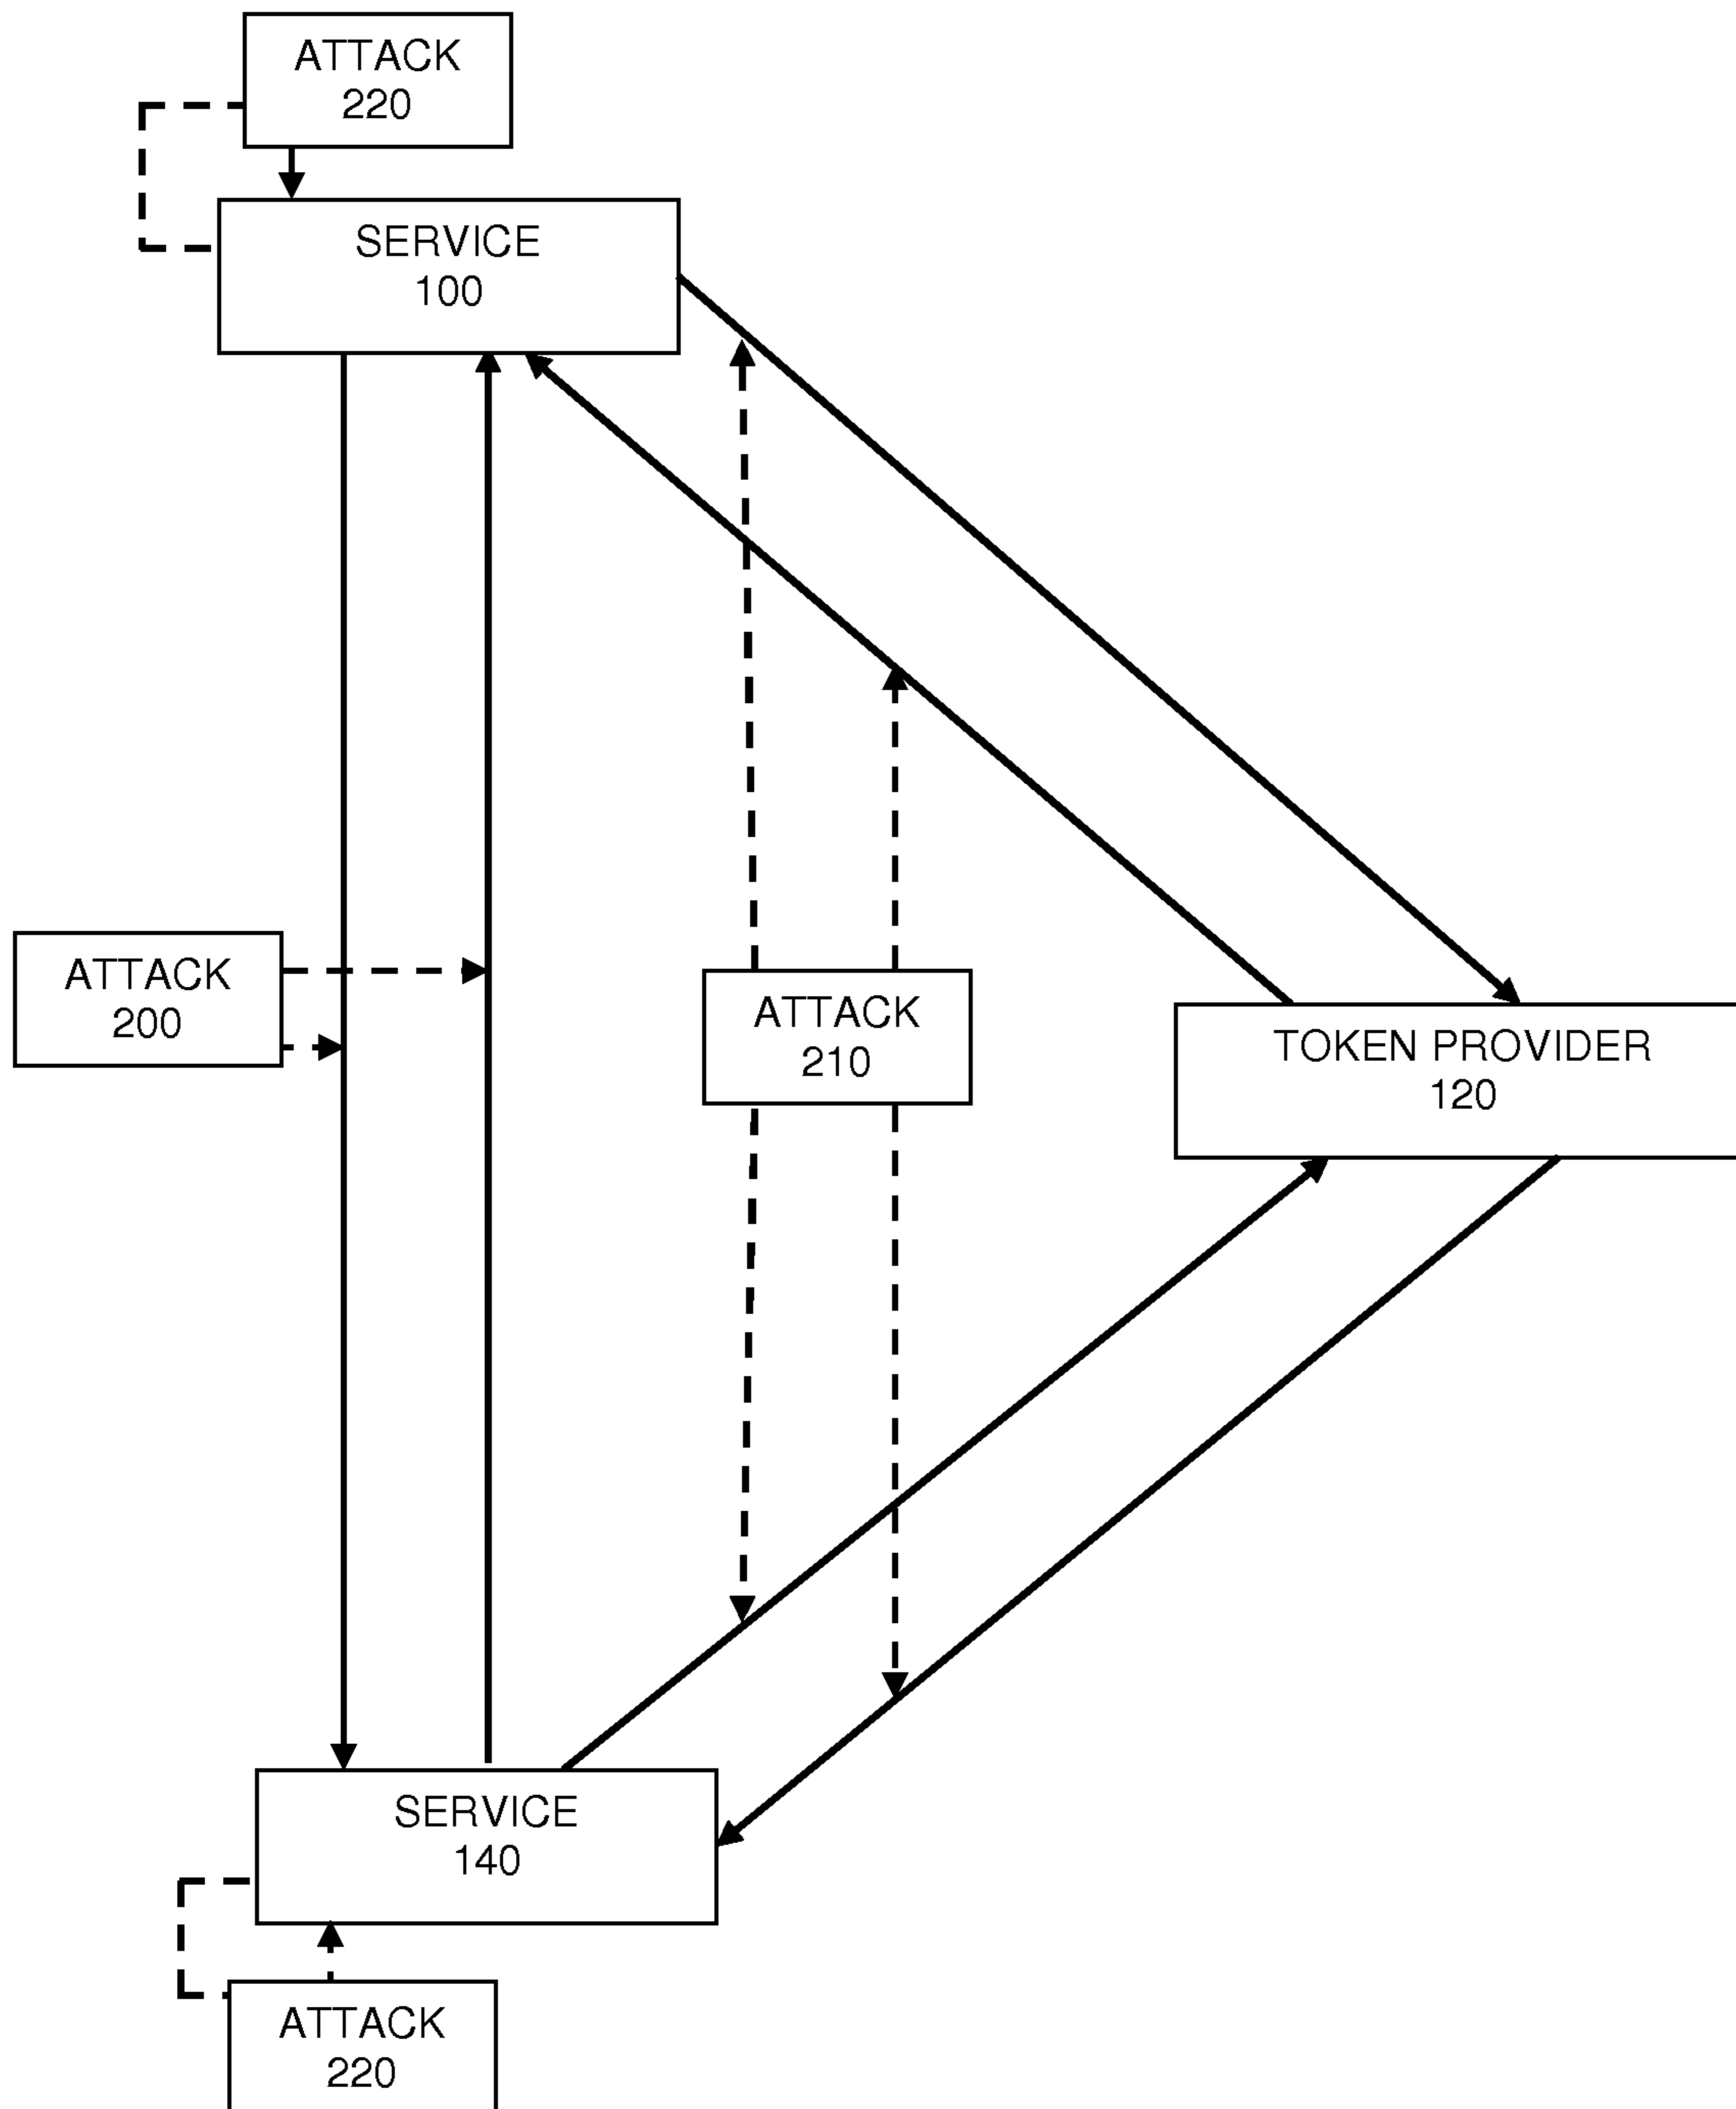 ATTACK
220
SERVICE
100
ATTACK
200
ATTACK
210
TOKEN PROVIDER
120
SERVICE
140
ATTACK
220